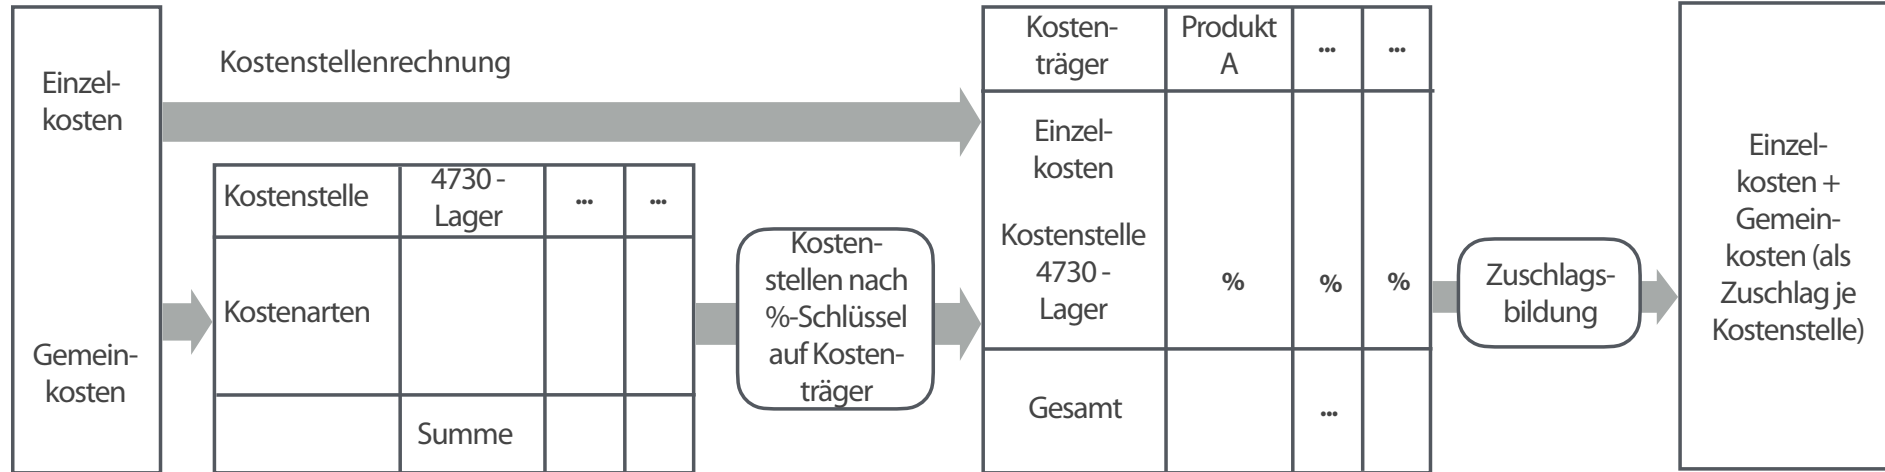 Einzel-
kosten
Gemein-
kosten
Kostenstellenrechnung
Kostenstelle
4730 -
Lager
...
...
Kostenarten
Summe
Kosten-
stellen nach
%-Schlüssel
auf Kosten-
träger
Kosten-
träger
Produkt
A
...
...
Einzel-
kosten
Kostenstelle
4730 -
Lager
%
%
%
Gesamt
...
Zuschlags-
bildung
Einzel-
kosten +
Gemein-
kosten (als
Zuschlag je
Kostenstelle)